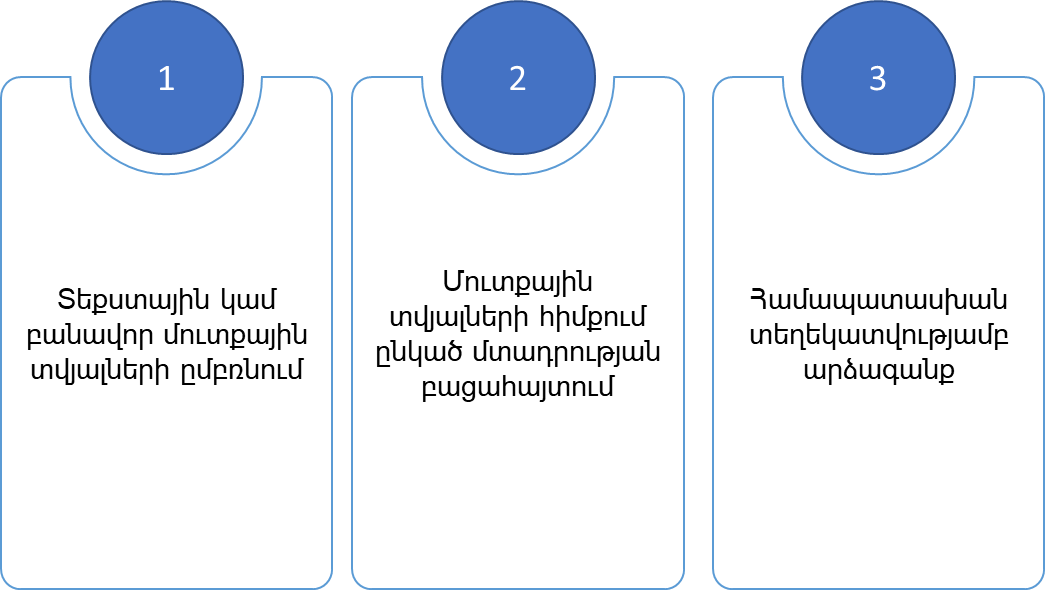 1
Տեքստային կամ
բանավոր մուտքային
տվյալների ըմբռնում
2
Մուտքային
տվյալների հիմքում
ընկած մտադրության
բացահայտում
3
Համապատասխան
տեղեկատվությամբ
արձագանք